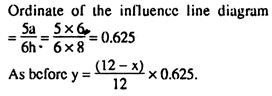 Ordinate of the influence line diagram
= 5a/6h = 5 × 6/6 × 8 = 0.625
As before y = (12 – x)/12 × 0.625.